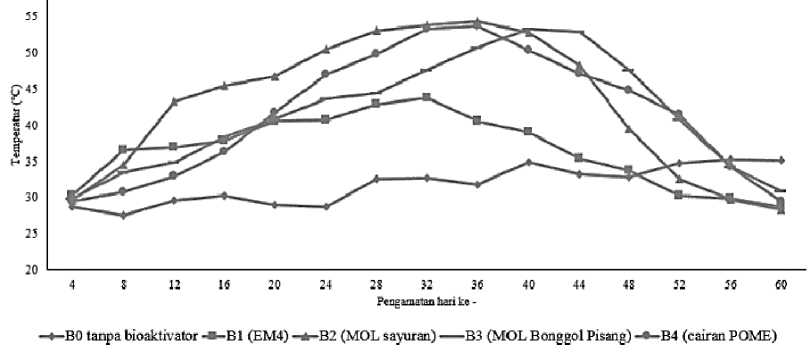 55
50
45
40
35
30
25
20
Temperatur (°C)
4 8 12 16 20 24 28 32 36 40 44 48 52 56 60
Pengamatan hari ke -
B0 tanpa bioaktivator B1 (EM4) B2 (MOL sayuran) B3 (MOL Bonggol Pisang) B4 (cairan POME)